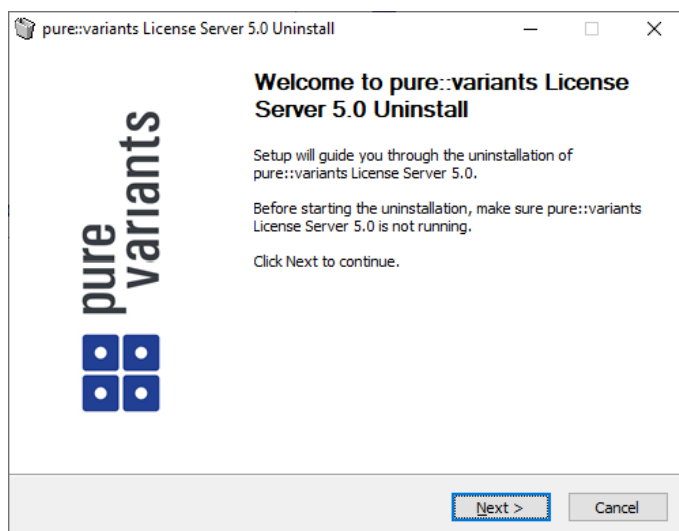 pure::variants License Server 5.0 Uninstall
Welcome to pure::variants License
Server 5.0 Uninstall
Setup will guide you through the uninstallation of
pure::variants License Server 5.0.
Before starting the uninstallation, make sure pure::variants
License Server 5.0 is not running.
Click Next to continue.
pure
variants
Next >
Cancel